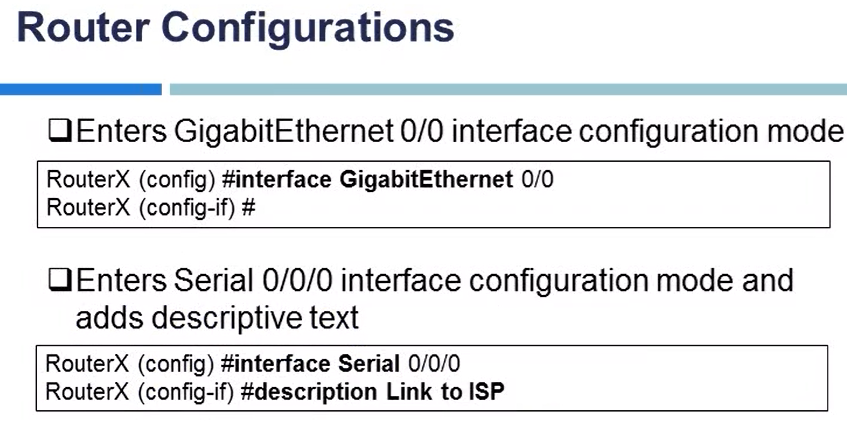 Router Configurations
❑Enters GigabitEthernet 0/0 interface configuration mode
RouterX (config) #interface GigabitEthernet 0/0
RouterX (config-if) #
❑Enters Serial 0/0/0 interface configuration mode and
adds descriptive text
RouterX (config) #interface Serial 0/0/0
RouterX (config-if) #description Link to ISP